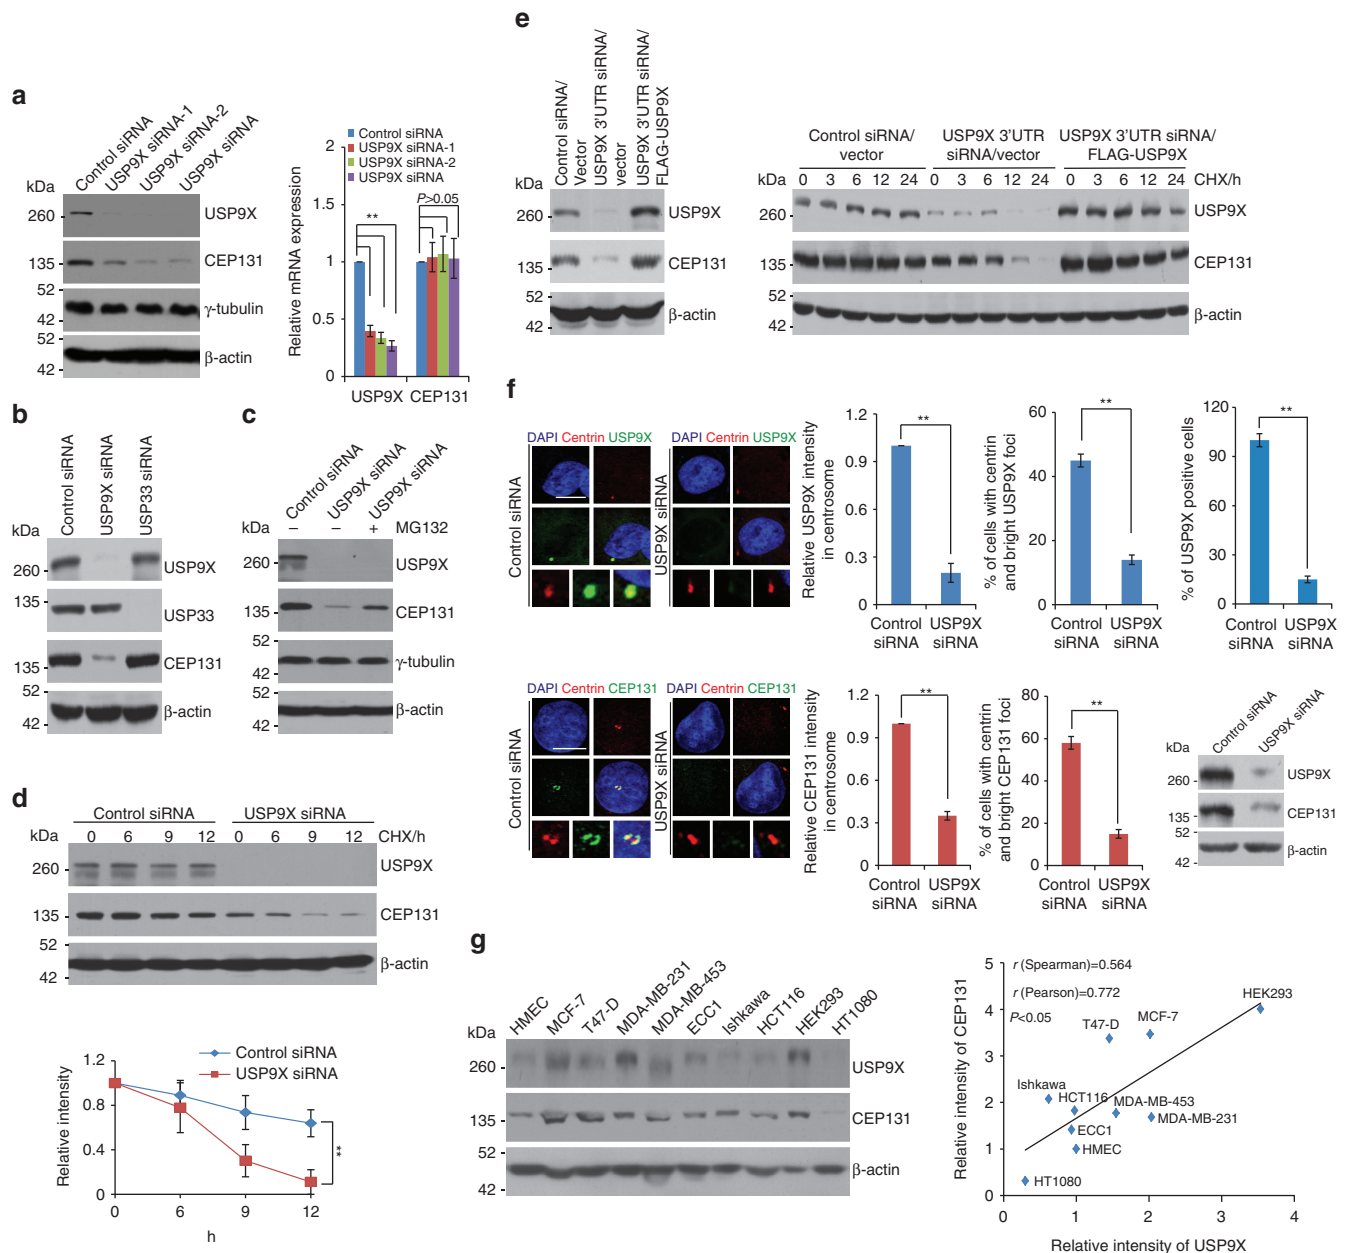 a
Control siRNA
USP9X siRNA-1
USP9X siRNA-2
USP9X siRNA
kDa
260
USP9X
135
CEP131
52
γ-tubulin
42
52
β-actin
42
Control siRNA
USP9X siRNA-1
USP9X siRNA-2
USP9X siRNA
Relative mRNA expression
2
1.5
1
0.5
0
**
P>0.05
USP9X CEP131
b
Control siRNA
USP9X siRNA
USP33 siRNA
kDa
260
USP9X
135
USP33
135
CEP131
52
β-actin
42
c
Control siRNA
USP9X siRNA
USP9X siRNA
kDa
– – + MG132
260
USP9X
135
CEP131
52
γ-tubulin
42
52
β-actin
42
d
Control siRNA USP9X siRNA
kDa
0 6 9 12 0 6 9 12 CHX/h
260
USP9X
135
CEP131
52
β-actin
42
Control siRNA
USP9X siRNA
Relative intensity
1.2
0.8
0.4
0
**
0 6 9 12
h
e
Control siRNA/
Vector
USP9X 3'UTR siRNA/
vector
USP9X 3'UTR siRNA/
FLAG-USP9X
kDa
260
USP9X
135
CEP131
52
β-actin
42
Control siRNA/
vector
USP9X 3'UTR
siRNA/vector
USP9X 3'UTR siRNA/
FLAG-USP9X
kDa 0 3 6 12 24 0 3 6 12 24 0 3 6 12 24 CHX/h
260
USP9X
135
CEP131
52
β-actin
42
f
DAPI Centrin USP9X
DAPI Centrin USP9X
Control siRNA
USP9X siRNA
Relative USP9X intensity
in centrosome
1.2
0.9
0.6
0.3
0
**
Control
siRNA
USP9X
siRNA
% of cells with centrin
and bright USP9X foci
60
40
20
0
**
Control
siRNA
USP9X
siRNA
% of USP9X positive cells
120
90
60
30
0
**
Control
siRNA
USP9X
siRNA
DAPI Centrin CEP131
DAPI Centrin CEP131
Control siRNA
USP9X siRNA
Relative CEP131 intensity
in centrosome
1.2
0.9
0.6
0.3
0
**
Control
siRNA
USP9X
siRNA
% of cells with centrin
and bright CEP131 foci
80
60
40
20
0
**
Control
siRNA
USP9X
siRNA
Control siRNA
USP9X siRNA
kDa
260
USP9X
135
CEP131
52
β-actin
42
g
HMEC
MCF-7
T47-D
MDA-MB-231
MDA-MB-453
ECC1
Ishkawa
HCT116
HEK293
HT1080
kDa
260
USP9X
135
CEP131
52
β-actin
42
Relative intensity of CEP131
5
4
3
2
1
0
r (Spearman)=0.564
r (Pearson)=0.772
P<0.05
HEK293
MCF-7
T47-D
Ishkawa
HCT116
MDA-MB-453
MDA-MB-231
ECC1
HMEC
HT1080
0 1 2 3 4
Relative intensity of USP9X